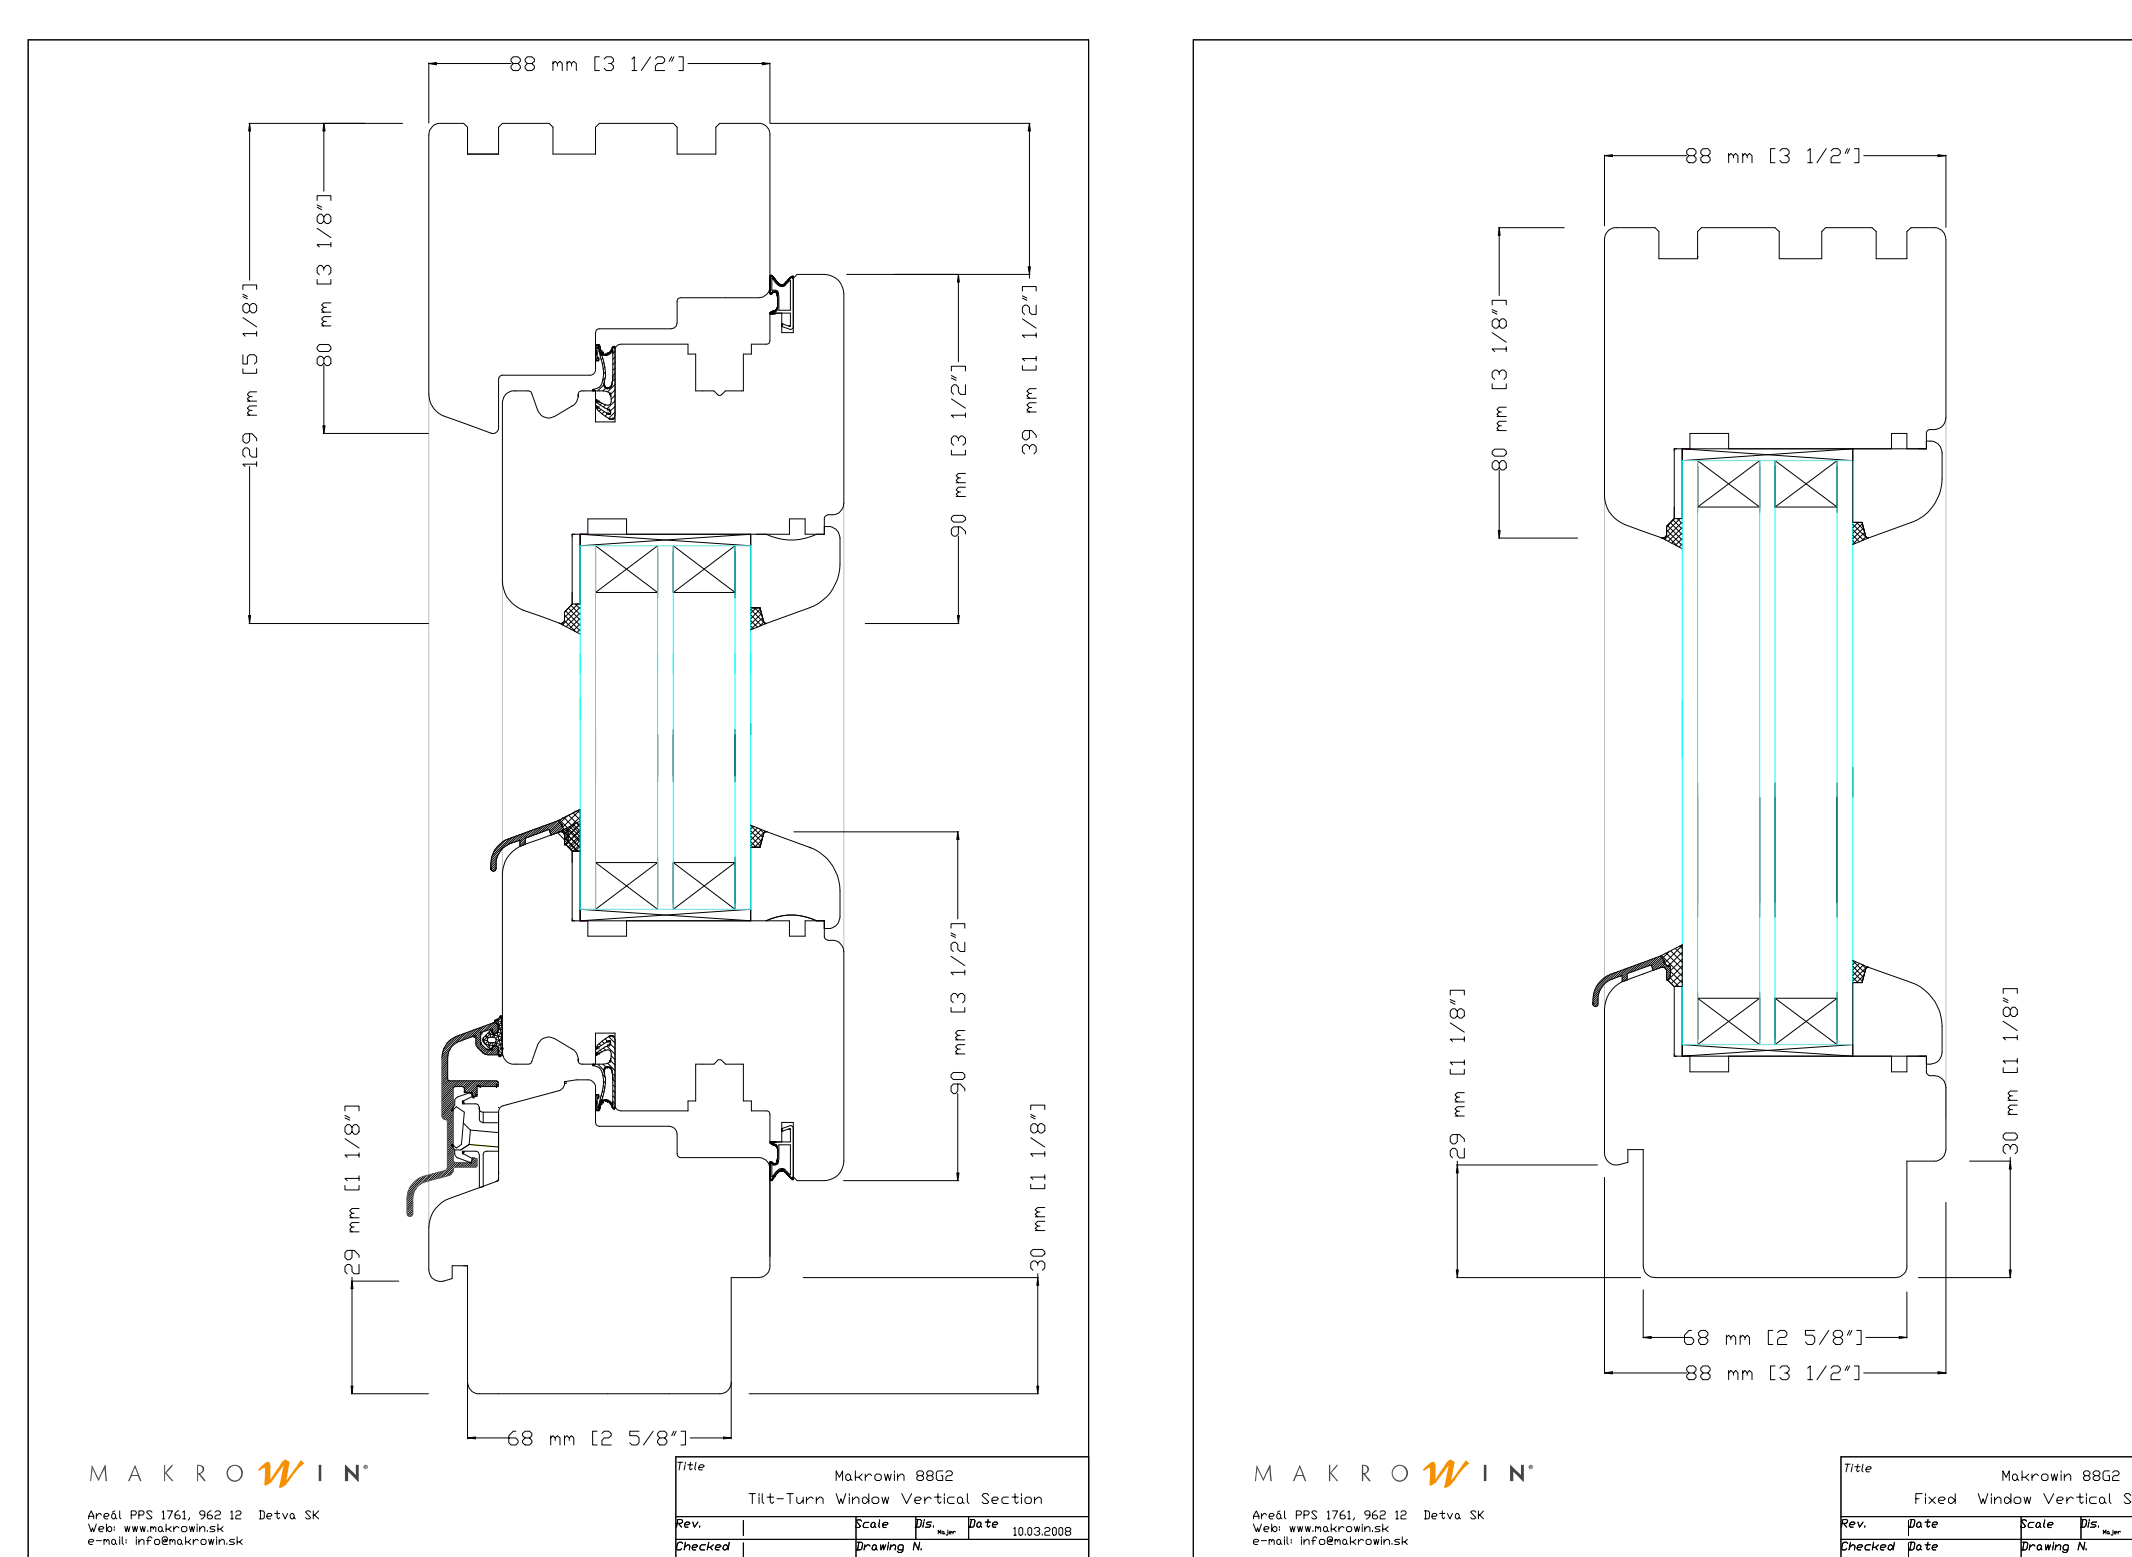 88 mm [3 1/2"]
129 mm [5 1/8"]
80 mm [3 1/8"]
39 mm [1 1/2"]
90 mm [3 1/2"]
90 mm [3 1/2"]
29 mm [1 1/8"]
30 mm [1 1/8"]
68 mm [2 5/8"]
MAKROWIN®
Areál PPS 1761, 962 12 Detva SK
Web: www.makrowin.sk
e-mail: info@makrowin.sk
Title
Makrowin 88G2
Tilt-Turn Window Vertical Section
Rev. Scale Dis. Major Date 10.03.2008
Checked Drawing N.
88 mm [3 1/2"]
80 mm [3 1/8"]
29 mm [1 1/8"]
30 mm [1 1/8"]
68 mm [2 5/8"]
88 mm [3 1/2"]
MAKROWIN®
Areál PPS 1761, 962 12 Detva SK
Web: www.makrowin.sk
e-mail: info@makrowin.sk
Title
Makrowin 88G2
Fixed Window Vertical S
Rev. Date Scale Dis. Major
Checked Date Drawing N.